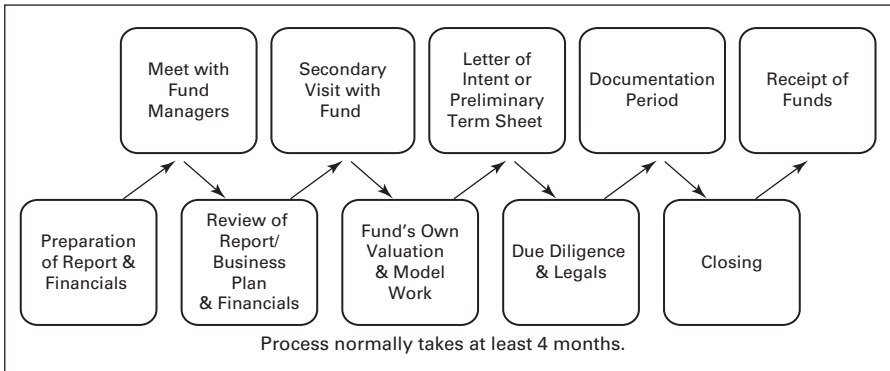 Meet with
Fund
Managers
Secondary
Visit with
Fund
Letter of
Intent or
Preliminary
Term Sheet
Documentation
Period
Receipt of
Funds
Preparation
of Report &
Financials
Review of
Report/
Business
Plan
& Financials
Fund's Own
Valuation
& Model
Work
Due Diligence
& Legals
Closing
Process normally takes at least 4 months.